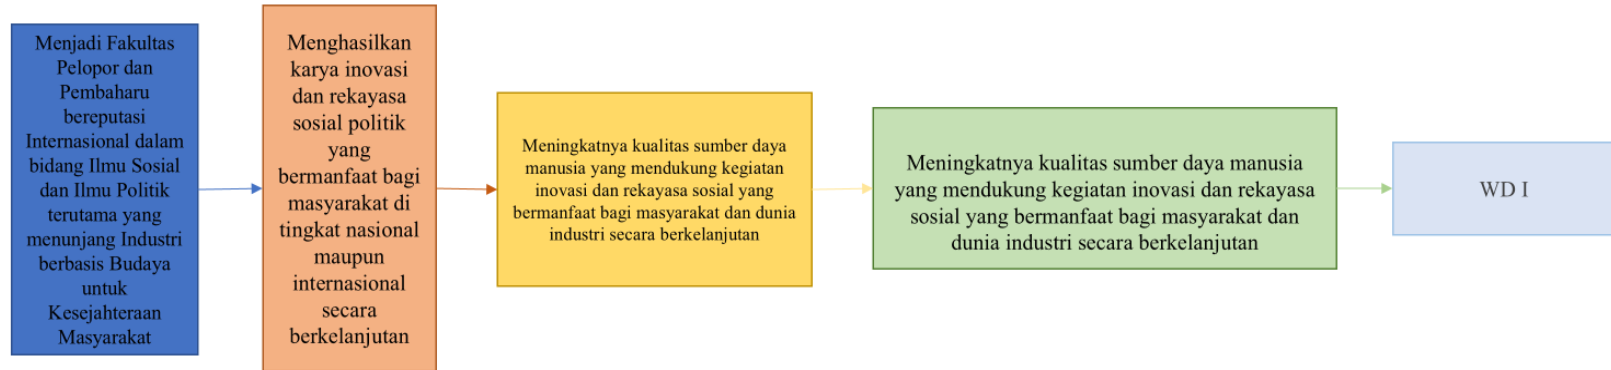 Menjadi Fakultas
Pelopor dan
Pembaharu
bereputasi
Internasional dalam
bidang Ilmu Sosial
dan Ilmu Politik
terutama yang
menunjang Industri
berbasis Budaya
untuk
Kesejahteraan
Masyarakat
Menghasilkan
karya inovasi
dan rekayasa
sosial politik
yang
bermanfaat bagi
masyarakat di
tingkat nasional
maupun
internasional
secara
berkelanjutan
Meningkatnya kualitas sumber daya
manusia yang mendukung kegiatan
inovasi dan rekayasa sosial yang
bermanfaat bagi masyarakat dan dunia
industri secara berkelanjutan
Meningkatnya kualitas sumber daya manusia
yang mendukung kegiatan inovasi dan rekayasa
sosial yang bermanfaat bagi masyarakat dan
dunia industri secara berkelanjutan
WD I